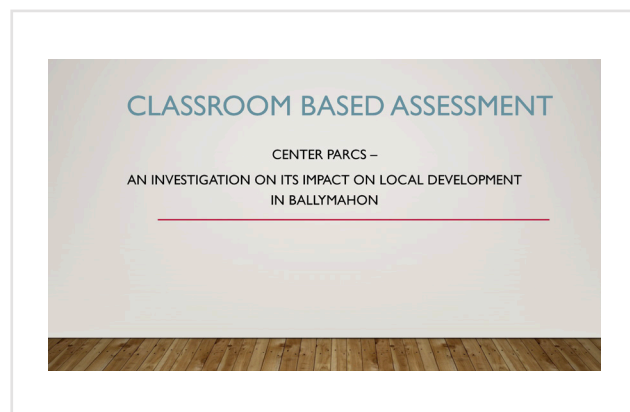 CLASSROOM BASED ASSESSMENT
CENTER PARCS –
AN INVESTIGATION ON ITS IMPACT ON LOCAL DEVELOPMENT
IN BALLYMAHON